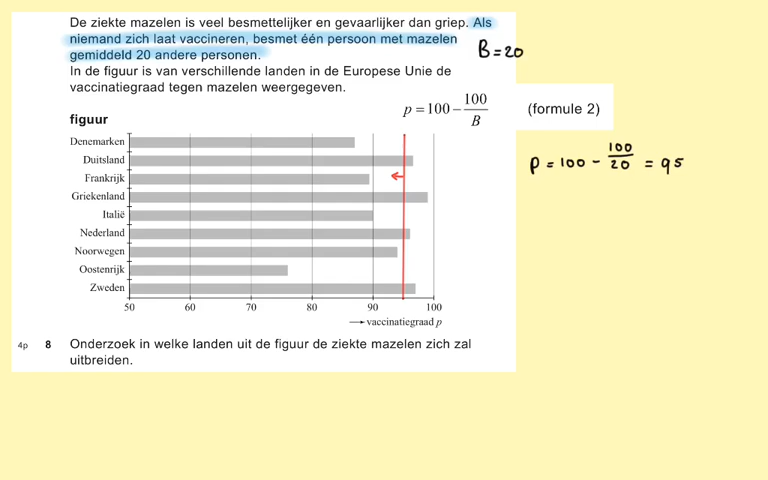 De ziekte mazelen is veel besmettelijker en gevaarlijker dan griep. Als
niemand zich laat vaccineren, besmet één persoon met mazelen
gemiddeld 20 andere personen.
B = 20
In de figuur is van verschillende landen in de Europese Unie de
vaccinatiegraad tegen mazelen weergegeven.
p = 100 − 100/B (formule 2)
figuur
Denemarken
Duitsland
Frankrijk
Griekenland
Italië
Nederland
Noorwegen
Oostenrijk
Zweden
50 60 70 80 90 100
vaccinatiegraad p
p = 100 - 100/20 = 95
4p 8 Onderzoek in welke landen uit de figuur de ziekte mazelen zich zal
uitbreiden.